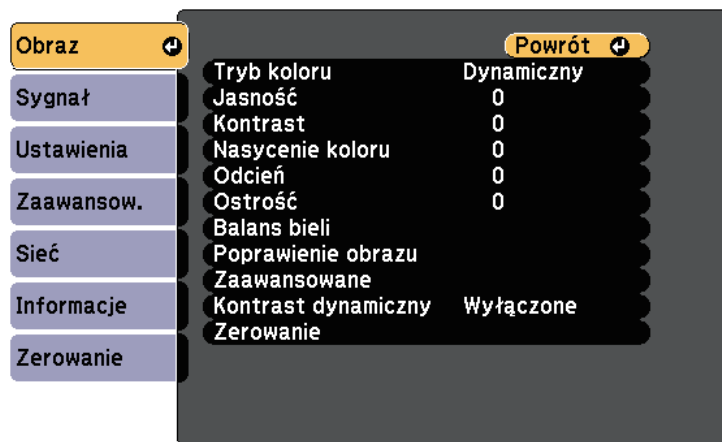 Obraz
Sygnał
Ustawienia
Zaawansow.
Sieć
Informacje
Zerowanie
Powrót
Tryb koloru Dynamiczny
Jasność 0
Kontrast 0
Nasycenie koloru 0
Odcień 0
Ostrość 0
Balans bieli
Poprawienie obrazu
Zaawansowane
Kontrast dynamiczny Wyłączone
Zerowanie